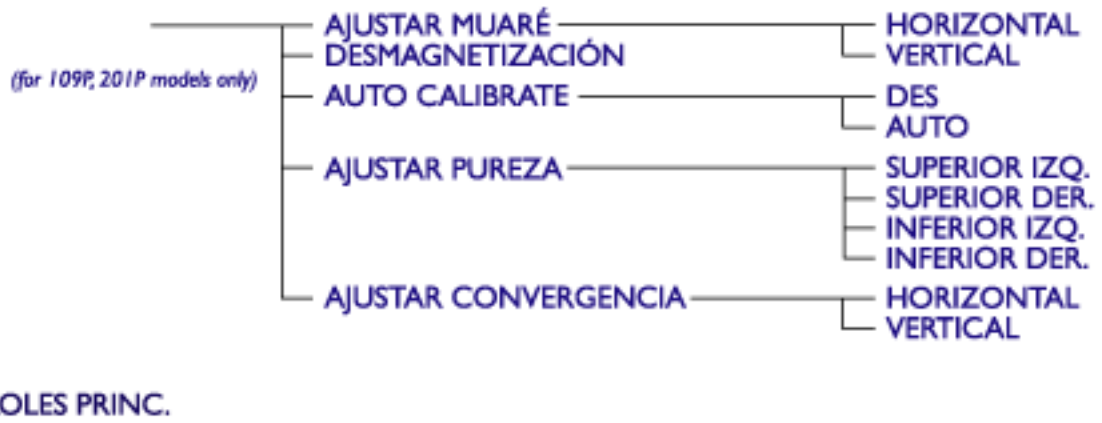 AJUSTAR MUARÉ HORIZONTAL
DESMAGNETIZACIÓN VERTICAL
(for 109P, 201P models only)
AUTO CALIBRATE DES
AUTO
AJUSTAR PUREZA SUPERIOR IZQ.
SUPERIOR DER.
INFERIOR IZQ.
INFERIOR DER.
AJUSTAR CONVERGENCIA HORIZONTAL
VERTICAL
OLES PRINC.